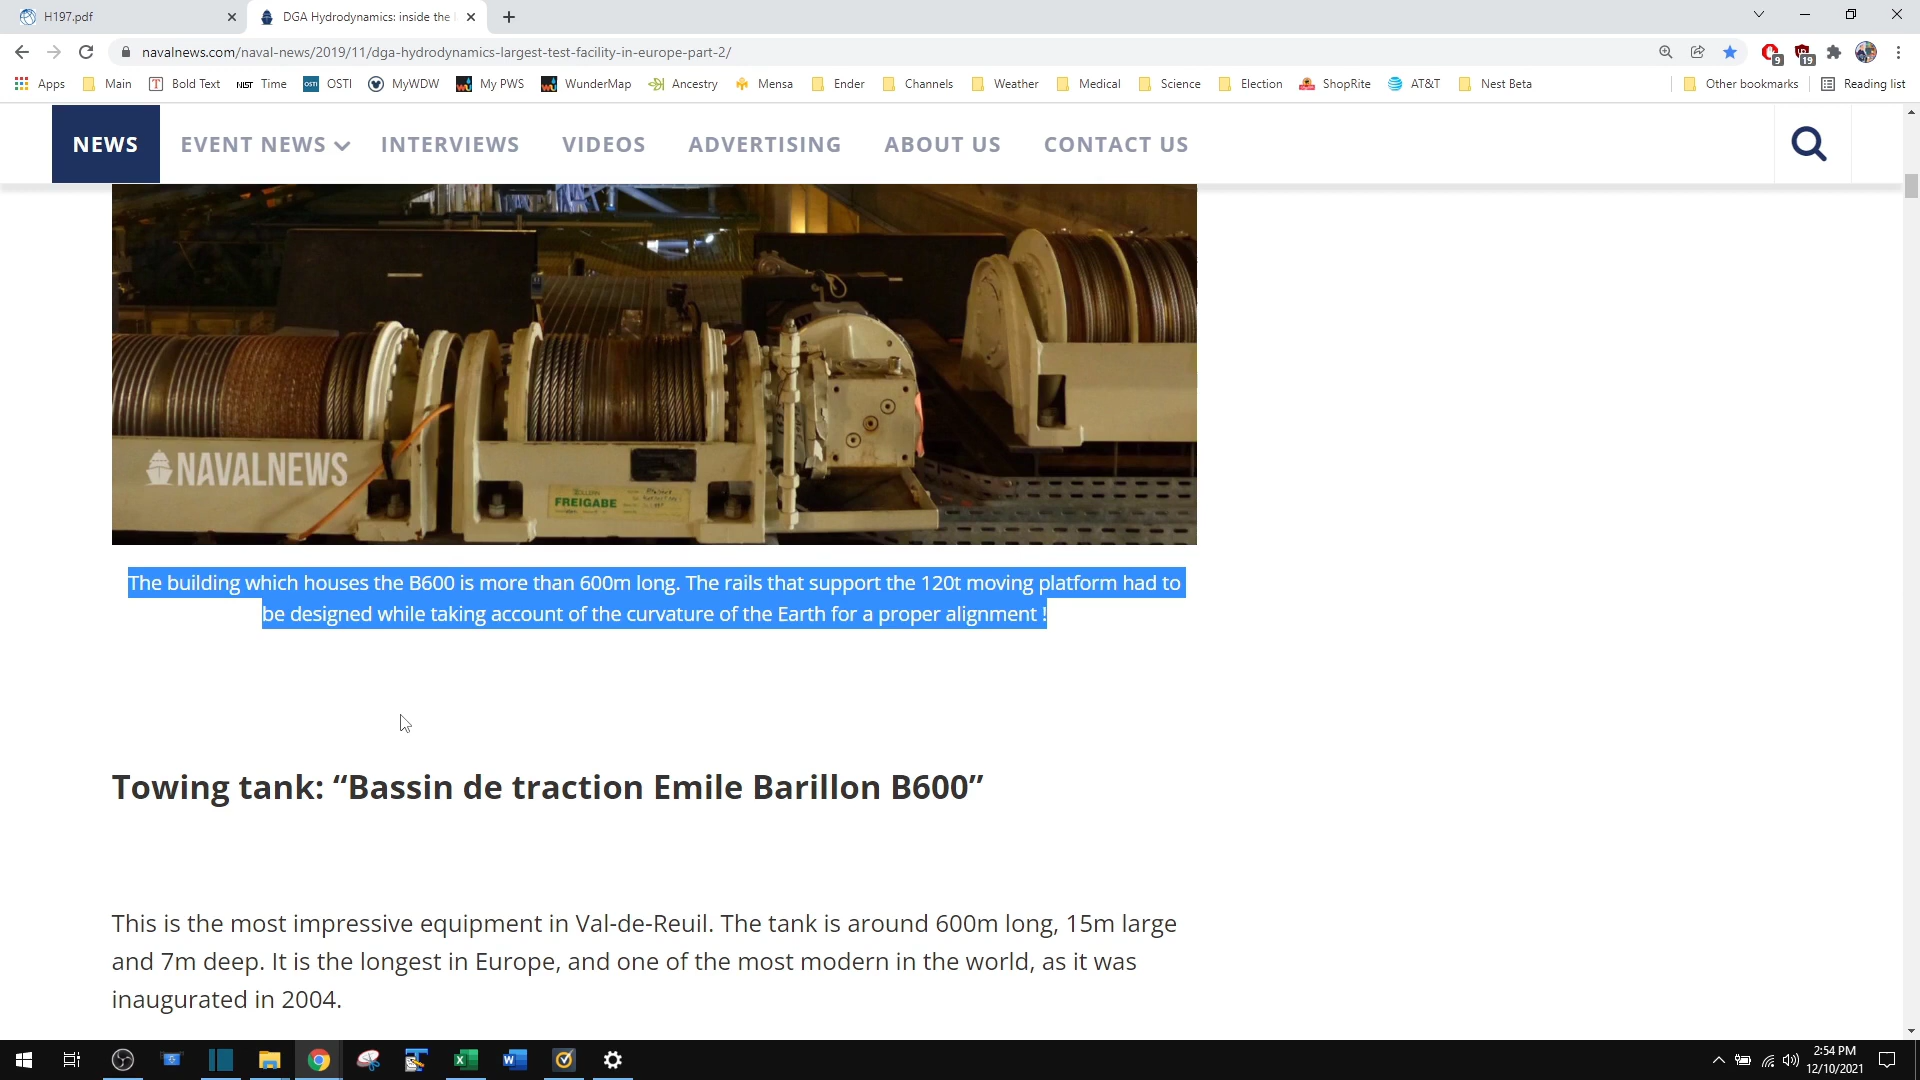 H197.pdf
DGA Hydrodynamics: inside the
navalnews.com/naval-news/2019/11/dga-hydrodynamics-largest-test-facility-in-europe-part-2/
9
19
Apps Main Bold Text Time OSTI MyWDW My PWS WunderMap Ancestry Mensa Ender Channels Weather Medical Science Election ShopRite AT&T Nest Beta Other bookmarks Reading list
NEWS EVENT NEWS INTERVIEWS VIDEOS ADVERTISING ABOUT US CONTACT US
NAVALNEWS
FREIGABE
The building which houses the B600 is more than 600m long. The rails that support the 120t moving platform had to
be designed while taking account of the curvature of the Earth for a proper alignment !
Towing tank: “Bassin de traction Emile Barillon B600”
This is the most impressive equipment in Val-de-Reuil. The tank is around 600m long, 15m large
and 7m deep. It is the longest in Europe, and one of the most modern in the world, as it was
inaugurated in 2004.
2:54 PM
12/10/2021